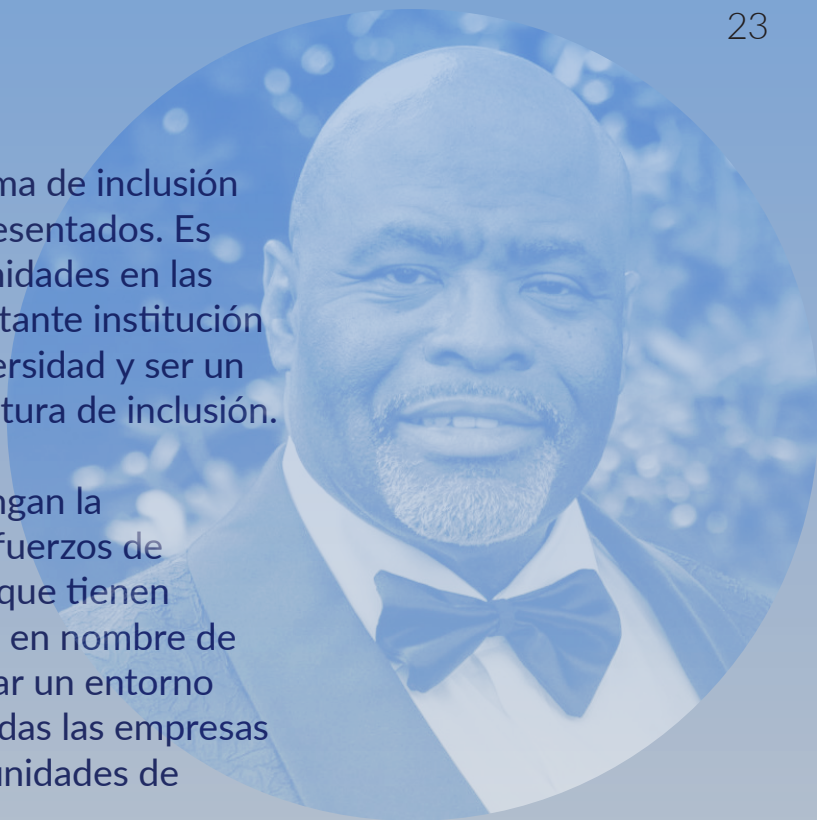 23
ma de inclusión
esentados. Es
nidades en las
tante institución
ersidad y ser un
tura de inclusión.
ngan la
fuerzos de
que tienen
en nombre de
ar un entorno
das las empresas
unidades de